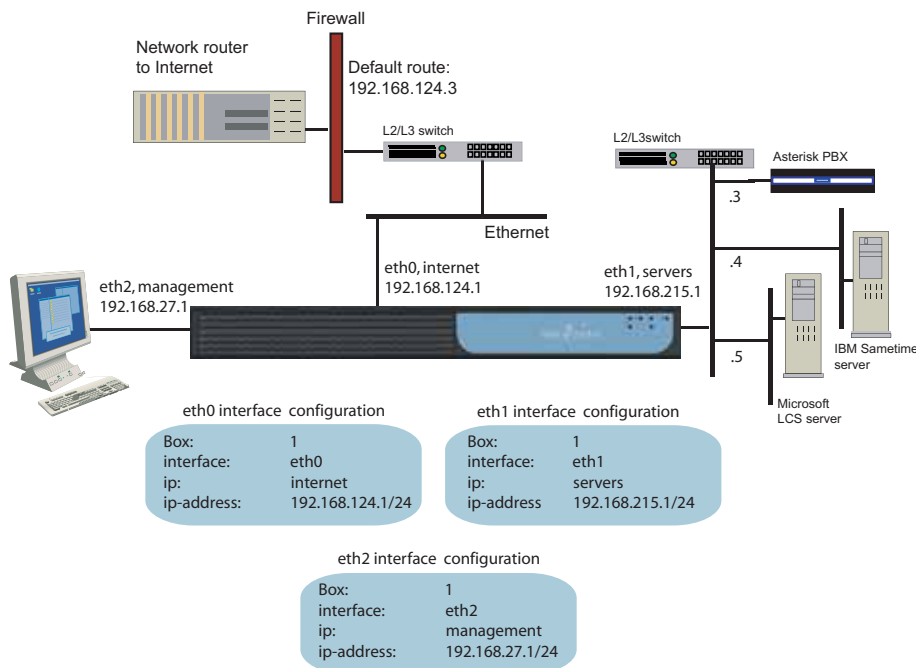 Firewall
Network router
to Internet
Default route:
192.168.124.3
L2/L3 switch
L2/L3switch
Asterisk PBX
.3
Ethernet
.4
eth2, management
192.168.27.1
eth0, internet
192.168.124.1
eth1, servers
192.168.215.1
.5
IBM Sametime
server
Microsoft
LCS server
eth0 interface configuration
Box: 1
interface: eth0
ip: internet
ip-address: 192.168.124.1/24
eth1 interface configuration
Box: 1
interface: eth1
ip: servers
ip-address 192.168.215.1/24
eth2 interface configuration
Box: 1
interface: eth2
ip: management
ip-address: 192.168.27.1/24